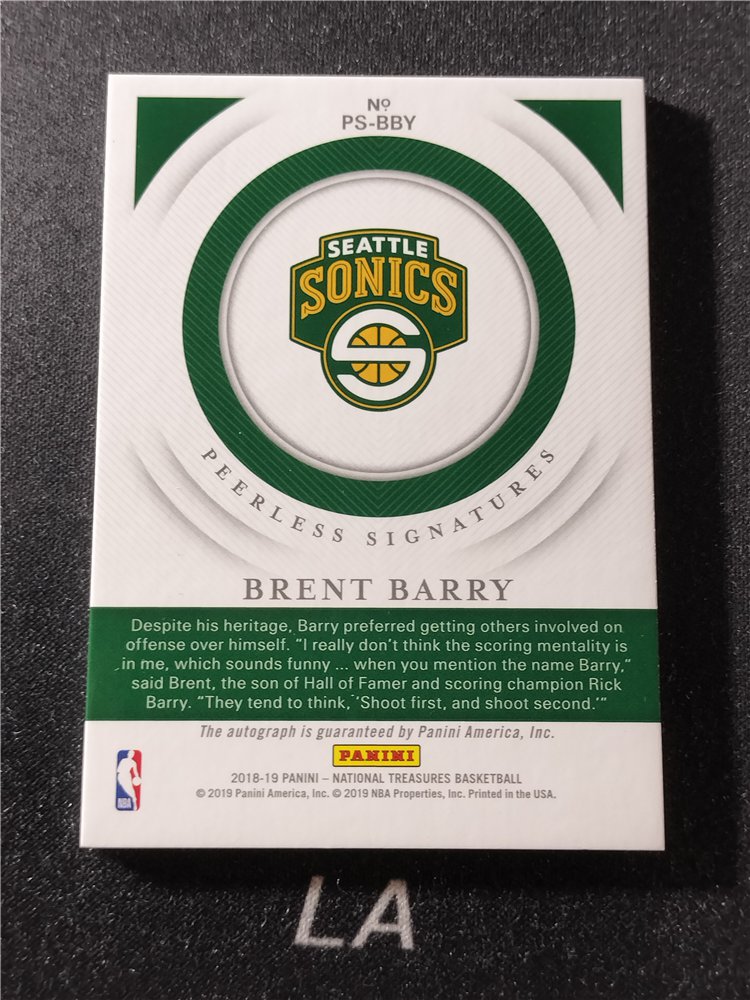 Nº
PS-BBY
SEATTLE
SONICS
S
PEERLESS SIGNATURES
BRENT BARRY
Despite his heritage, Barry preferred getting others involved on
offense over himself. “I really don’t think the scoring mentality is
in me, which sounds funny ... when you mention the name Barry,”
said Brent, the son of Hall of Famer and scoring champion Rick
Barry. “They tend to think, ‘Shoot first, and shoot second.’”
The autograph is guaranteed by Panini America, Inc.
PANINI
NBA
2018-19 PANINI – NATIONAL TREASURES BASKETBALL
© 2019 Panini America, Inc. © 2019 NBA Properties, Inc. Printed in the USA.
LA